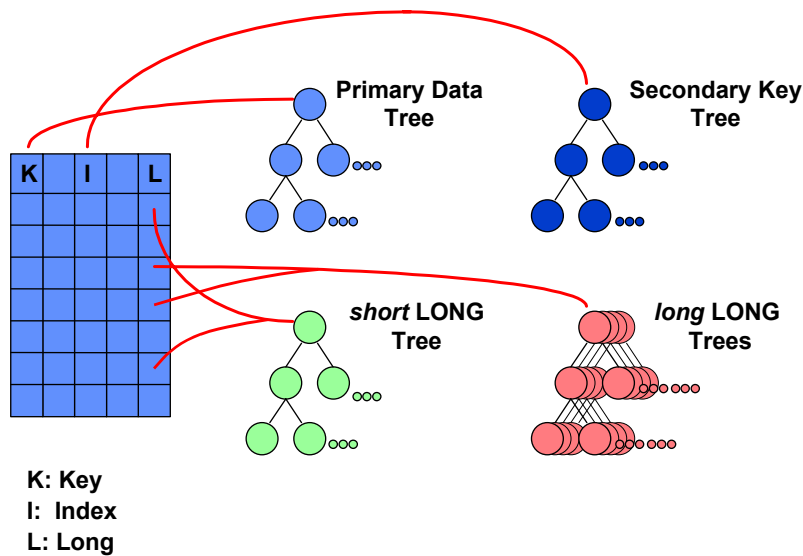 Primary Data
Tree
Secondary Key
Tree
K I L
short LONG
Tree
long LONG
Trees
K: Key
I: Index
L: Long